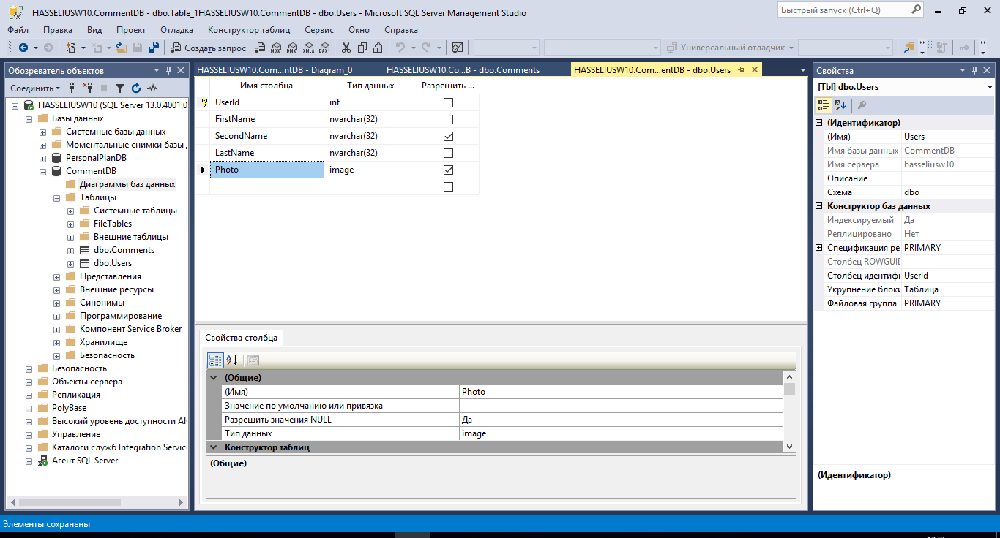 HASSELIUSW10.CommentDB - dbo.Table_1HASSELIUSW10.CommentDB - dbo.Users - Microsoft SQL Server Management Studio
Быстрый запуск (Ctrl+Q)
Файл Правка Вид Проект Отладка Конструктор таблиц Сервис Окно Справка
Создать запрос
MDX DMX XMLA DAX
Универсальный отладчик
Обозреватель объектов
Соединить
HASSELIUSW10 (SQL Server 13.0.4001.0
Базы данных
Системные базы данных
Моментальные снимки базы
PersonalPlanDB
CommentDB
Диаграммы баз данных
Таблицы
Системные таблицы
FileTables
Внешние таблицы
dbo.Comments
dbo.Users
Представления
Внешние ресурсы
Синонимы
Программирование
Компонент Service Broker
Хранилище
Безопасность
Безопасность
Объекты сервера
Репликация
PolyBase
Высокий уровень доступности Al
Управление
Каталоги служб Integration Servic
Агент SQL Server
HASSELIUSW10.Com...ntDB - Diagram_0
HASSELIUSW10.Co...B - dbo.Comments
HASSELIUSW10.Com...entDB - dbo.Users
Имя столбца Тип данных Разрешить ...
UserId int
FirstName nvarchar(32)
SecondName nvarchar(32)
LastName nvarchar(32)
Photo image
Свойства столбца
A Z
(Общие)
(Имя) Photo
Значение по умолчанию или привязка
Разрешить значения NULL Да
Тип данных image
Конструктор таблиц
(Общие)
Свойства
[Tbl] dbo.Users
A Z
(Идентификатор)
(Имя) Users
Имя базы данных CommentDB
Имя сервера hasseliusw10
Описание
Схема dbo
Конструктор баз данных
Индексируемый Да
Реплицировано Нет
Спецификация ре PRIMARY
Столбец ROWGUID
Столбец идентифи UserId
Укрупнение блоки Таблица
Файловая группа PRIMARY
(Идентификатор)
Элементы сохранены